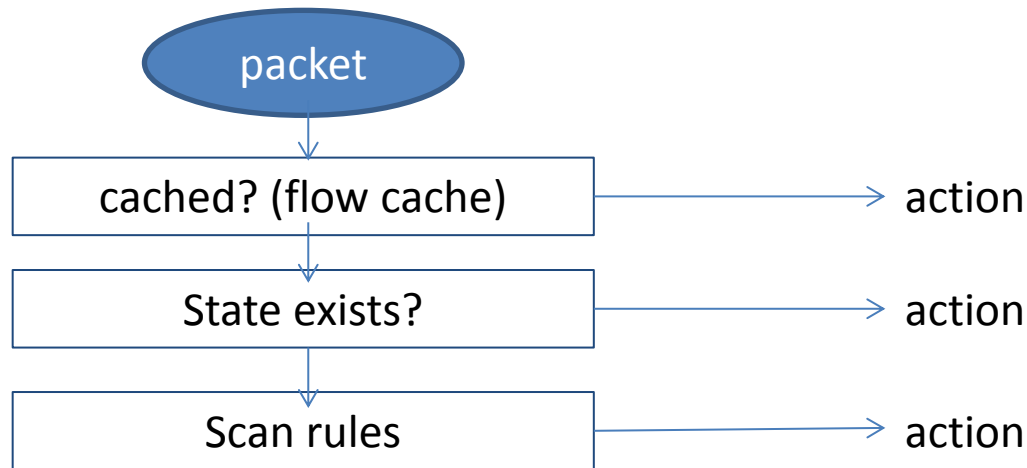 packet
cached? (flow cache)
action
State exists?
action
Scan rules
action